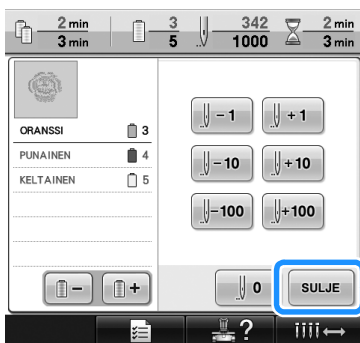 2 min 3 342 2 min
3 min 5 1000 3 min
-1 +1
ORANSSI 3
PUNAINEN 4
-10 +10
KELTAINEN 5
-100 +100
- + 0 SULJE
?